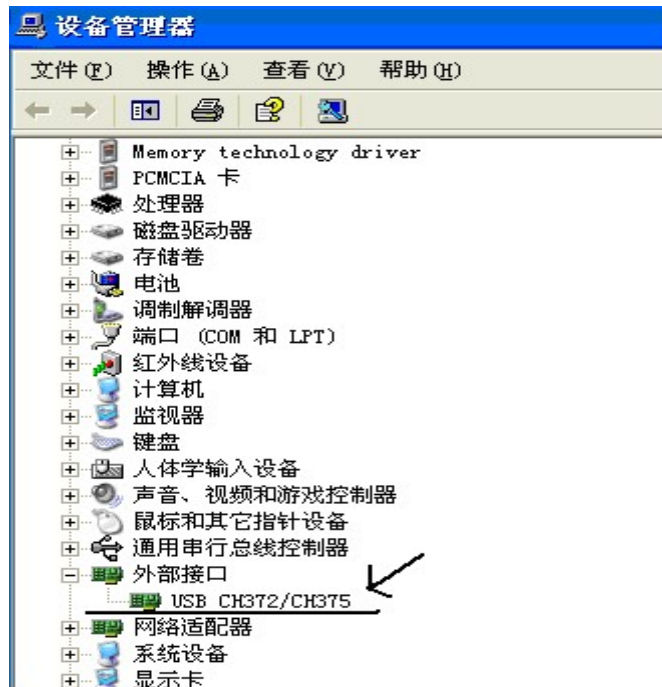 设备管理器
文件(F) 操作(A) 查看(V) 帮助(H)
Memory technology driver
PCMCIA 卡
处理器
磁盘驱动器
存储卷
电池
调制解调器
端口 (COM 和 LPT)
红外线设备
计算机
监视器
键盘
人体学输入设备
声音、视频和游戏控制器
鼠标和其它指针设备
通用串行总线控制器
外部接口
USB CH372/CH375
网络适配器
系统设备
显示卡